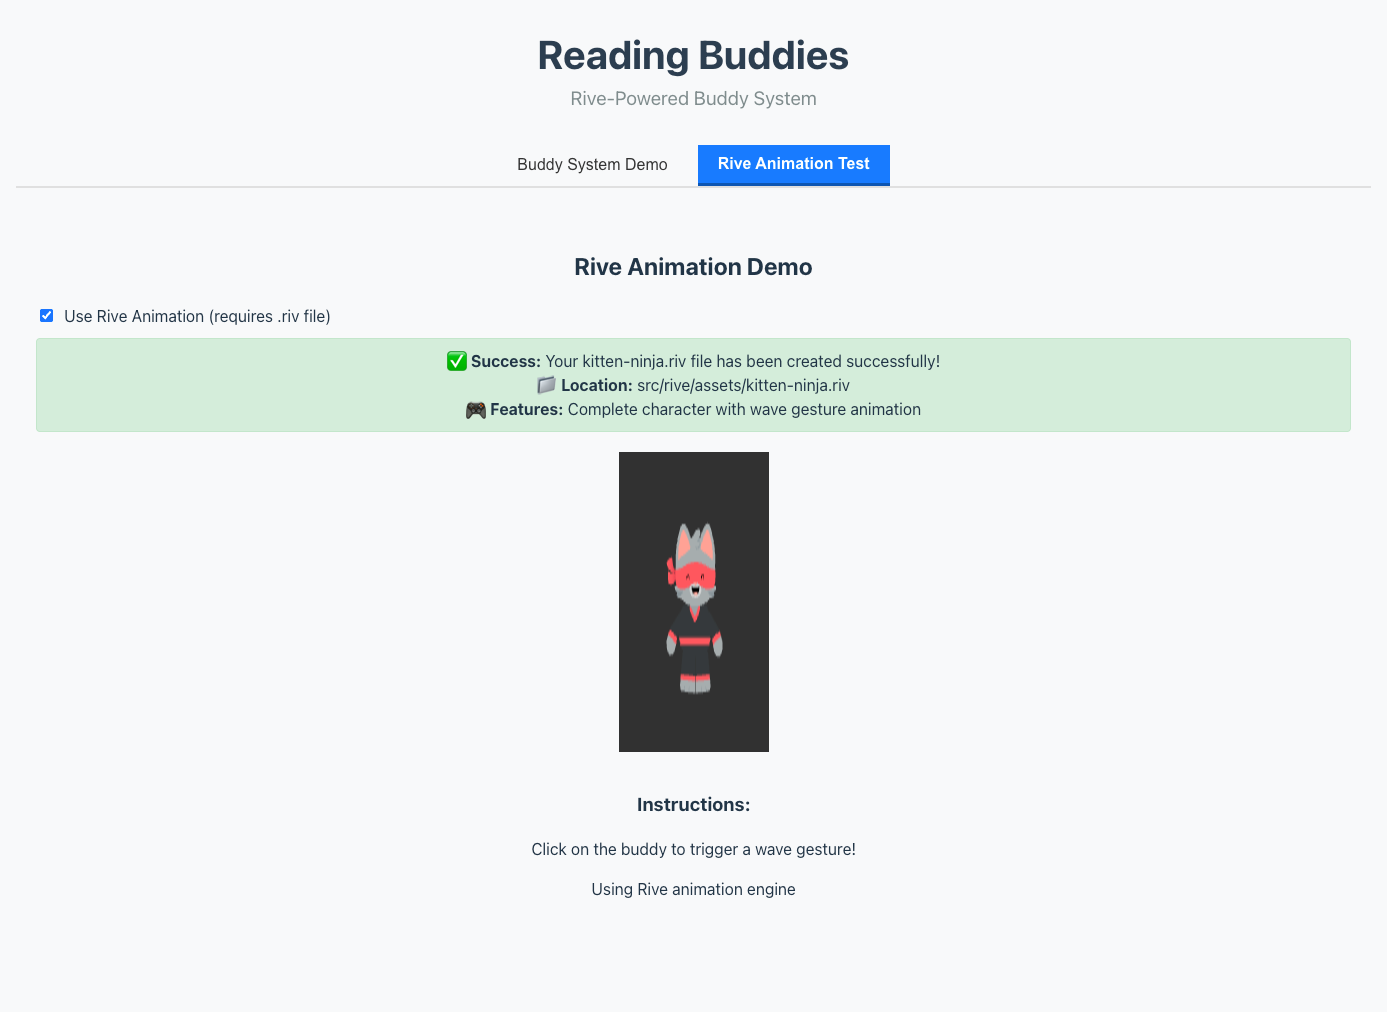 Reading Buddies
Rive-Powered Buddy System
Buddy System Demo
Rive Animation Test
Rive Animation Demo
Use Rive Animation (requires .riv file)
✅ Success: Your kitten-ninja.riv file has been created successfully!
📁 Location: src/rive/assets/kitten-ninja.riv
🎮 Features: Complete character with wave gesture animation
Instructions:
Click on the buddy to trigger a wave gesture!
Using Rive animation engine